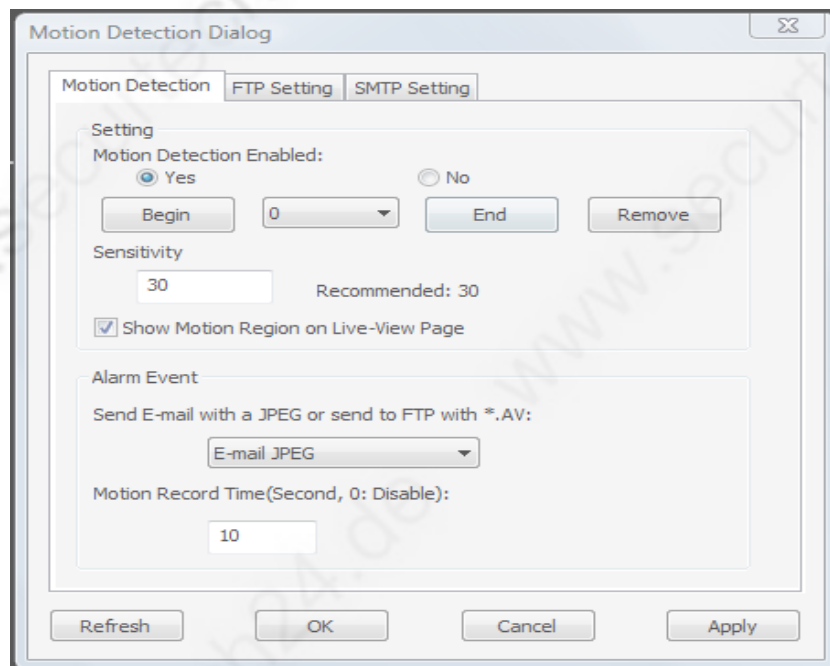 Motion Detection Dialog
Motion Detection FTP Setting SMTP Setting
Setting
Motion Detection Enabled:
Yes No
Begin 0 End Remove
Sensitivity
30 Recommended: 30
Show Motion Region on Live-View Page
Alarm Event
Send E-mail with a JPEG or send to FTP with *.AV:
E-mail JPEG
Motion Record Time(Second, 0: Disable):
10
Refresh OK Cancel Apply